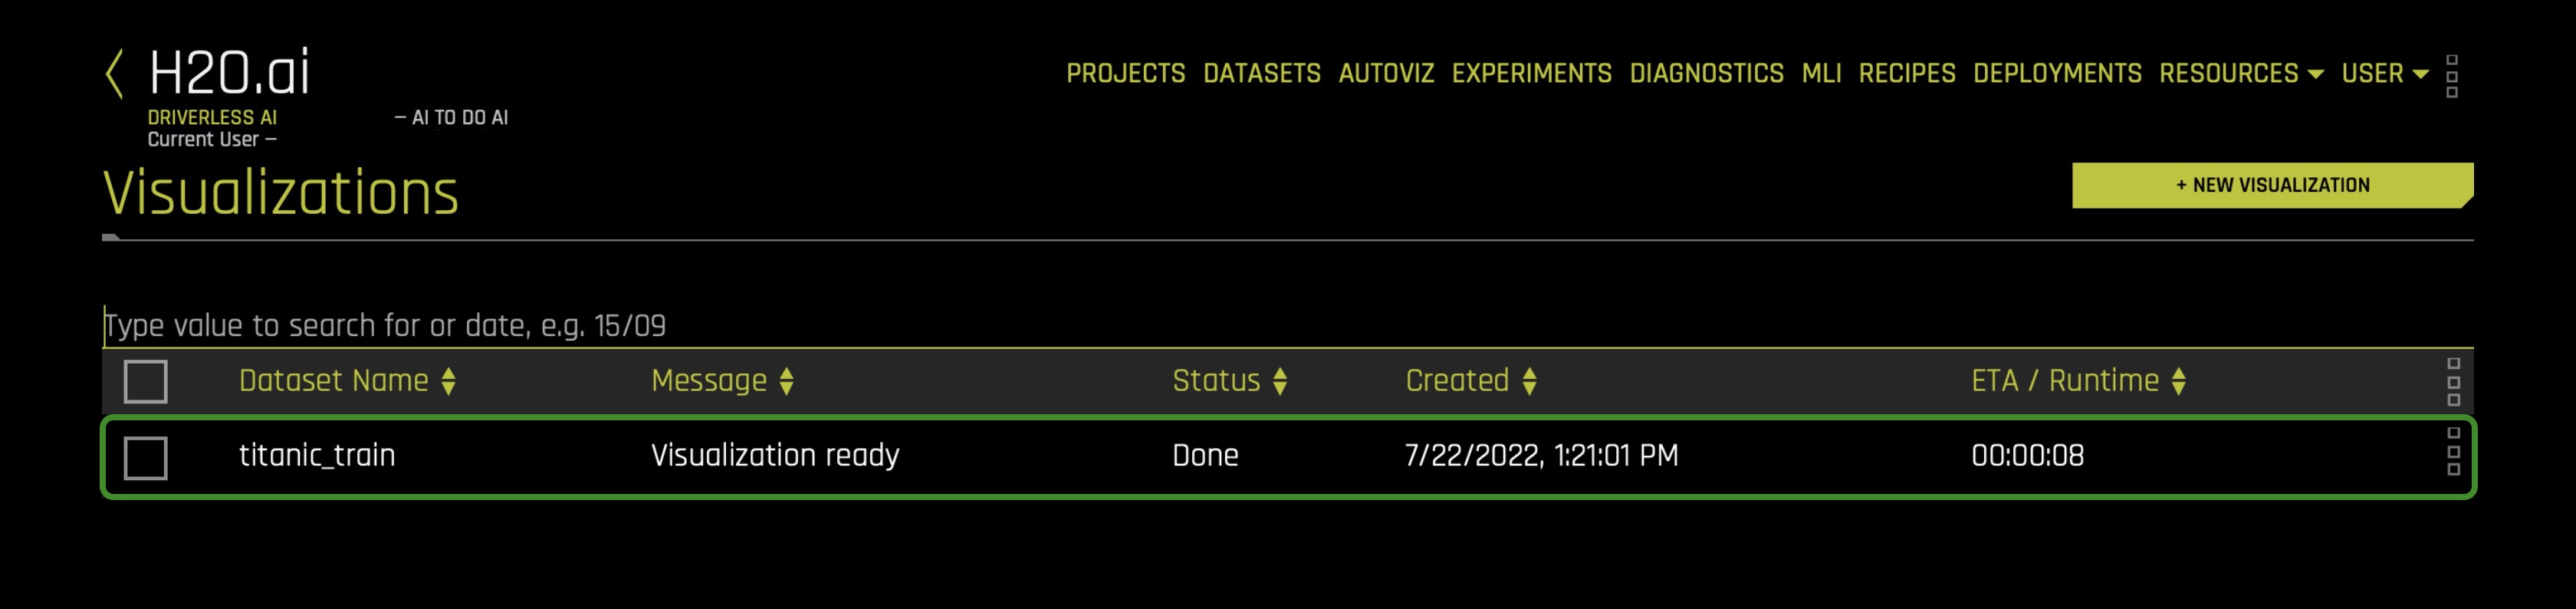 H2O.ai
PROJECTS DATASETS AUTOVIZ EXPERIMENTS DIAGNOSTICS MLI RECIPES DEPLOYMENTS RESOURCES USER
DRIVERLESS AI – AI TO DO AI
Current User –
Visualizations
+ NEW VISUALIZATION
Type value to search for or date, e.g. 15/09
Dataset Name Message Status Created ETA / Runtime
titanic_train Visualization ready Done 7/22/2022, 1:21:01 PM 00:00:08